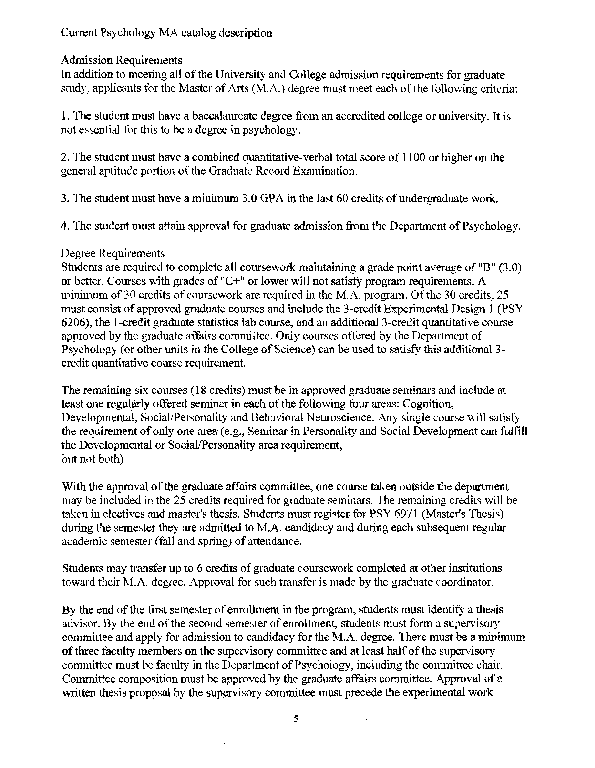 Current Psychology MA catalog description
Admission Requirements
In addition to meeting all of the University and College admission requirements for graduate
study, applicants for the Master of Arts (M.A.) degree must meet each of the following criteria:
1. The student must have a baccalaureate degree from an accredited college or university. It is
not essential for this to be a degree in psychology.
2. The student must have a combined quantitative-verbal total score of 1100 or higher on the
general aptitude portion of the Graduate Record Examination.
3. The student must have a minimum 3.0 GPA in the last 60 credits of undergraduate work.
4. The student must attain approval for graduate admission from the Department of Psychology.
Degree Requirements
Students are required to complete all coursework maintaining a grade point average of "B" (3.0)
or better. Courses with grades of "C+" or lower will not satisfy program requirements. A
minimum of 30 credits of coursework are required in the M.A. program. Of the 30 credits, 25
must consist of approved graduate courses and include the 3-credit Experimental Design 1 (PSY
6206), the 1-credit graduate statistics lab course, and an additional 3-credit quantitative course
approved by the graduate affairs committee. Only courses offered by the Department of
Psychology (or other units in the College of Science) can be used to satisfy this additional 3-
credit quantitative course requirement.
The remaining six courses (18 credits) must be in approved graduate seminars and include at
least one regularly offered seminar in each of the following four areas: Cognition,
Developmental, Social/Personality and Behavioral Neuroscience. Any single course will satisfy
the requirement of only one area (e.g., Seminar in Personality and Social Development can fulfill
the Developmental or Social/Personality area requirement,
but not both)
With the approval of the graduate affairs committee, one course taken outside the department
may be included in the 25 credits required for graduate seminars. The remaining credits will be
taken in electives and master's thesis. Students must register for PSY 6971 (Master's Thesis)
during the semester they are admitted to M.A. candidacy and during each subsequent regular
academic semester (fall and spring) of attendance.
Students may transfer up to 6 credits of graduate coursework completed at other institutions
toward their M.A. degree. Approval for such transfer is made by the graduate coordinator.
By the end of the first semester of enrollment in the program, students must identify a thesis
advisor. By the end of the second semester of enrollment, students must form a supervisory
committee and apply for admission to candidacy for the M.A. degree. There must be a minimum
of three faculty members on the supervisory committee and at least half of the supervisory
committee must be faculty in the Department of Psychology, including the committee chair.
Committee composition must be approved by the graduate affairs committee. Approval of a
written thesis proposal by the supervisory committee must precede the experimental work
5